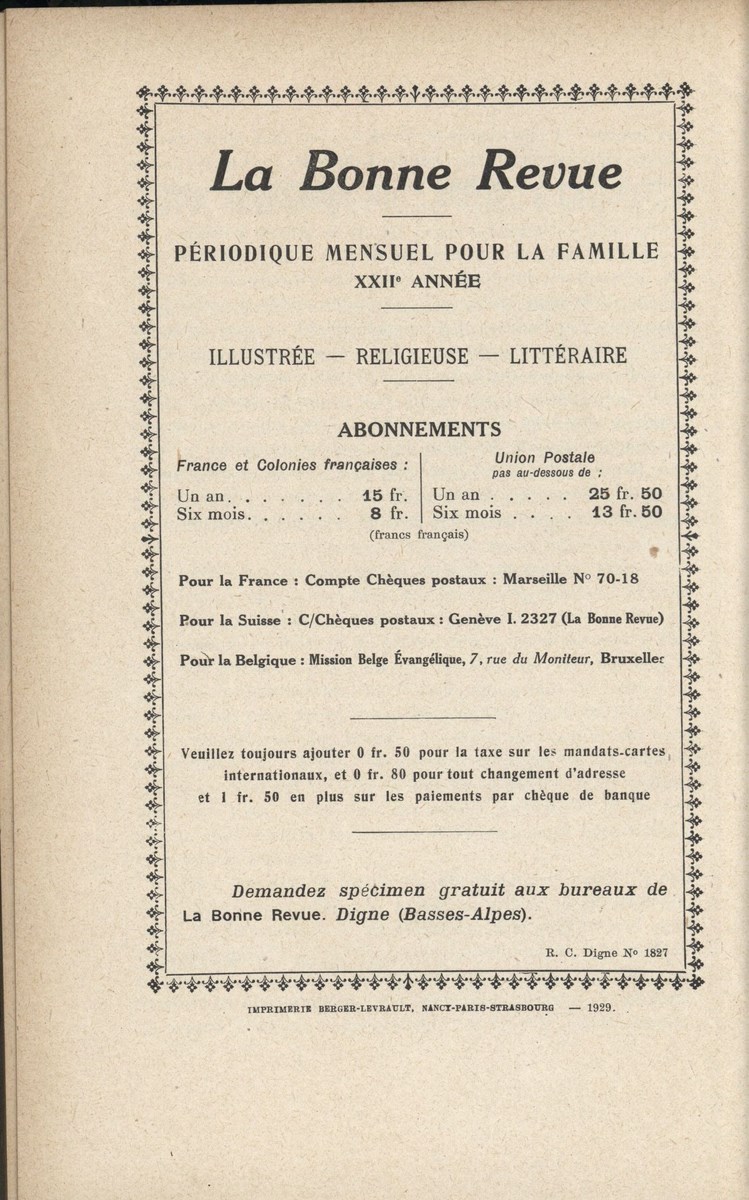 La Bonne Revue
PÉRIODIQUE MENSUEL POUR LA FAMILLE
XXIIᵉ ANNÉE
ILLUSTRÉE — RELIGIEUSE — LITTÉRAIRE
ABONNEMENTS
France et Colonies françaises :
Un an. . . . . . . 15 fr.
Six mois. . . . . . 8 fr.
Union Postale
pas au-dessous de :
Un an . . . . . 25 fr. 50
Six mois . . . . 13 fr. 50
(francs français)
Pour la France : Compte Chèques postaux : Marseille Nº 70-18
Pour la Suisse : C/Chèques postaux : Genève I. 2327 (La Bonne Revue)
Pour la Belgique : Mission Belge Évangélique, 7, rue du Moniteur, Bruxelles
Veuillez toujours ajouter 0 fr. 50 pour la taxe sur les mandats-cartes
internationaux, et 0 fr. 80 pour tout changement d'adresse
et 1 fr. 50 en plus sur les paiements par chèque de banque
Demandez spécimen gratuit aux bureaux de
La Bonne Revue. Digne (Basses-Alpes).
R. C. Digne Nº 1827
IMPRIMERIE BERGER-LEVRAULT, NANCY-PARIS-STRASBOURG — 1929.